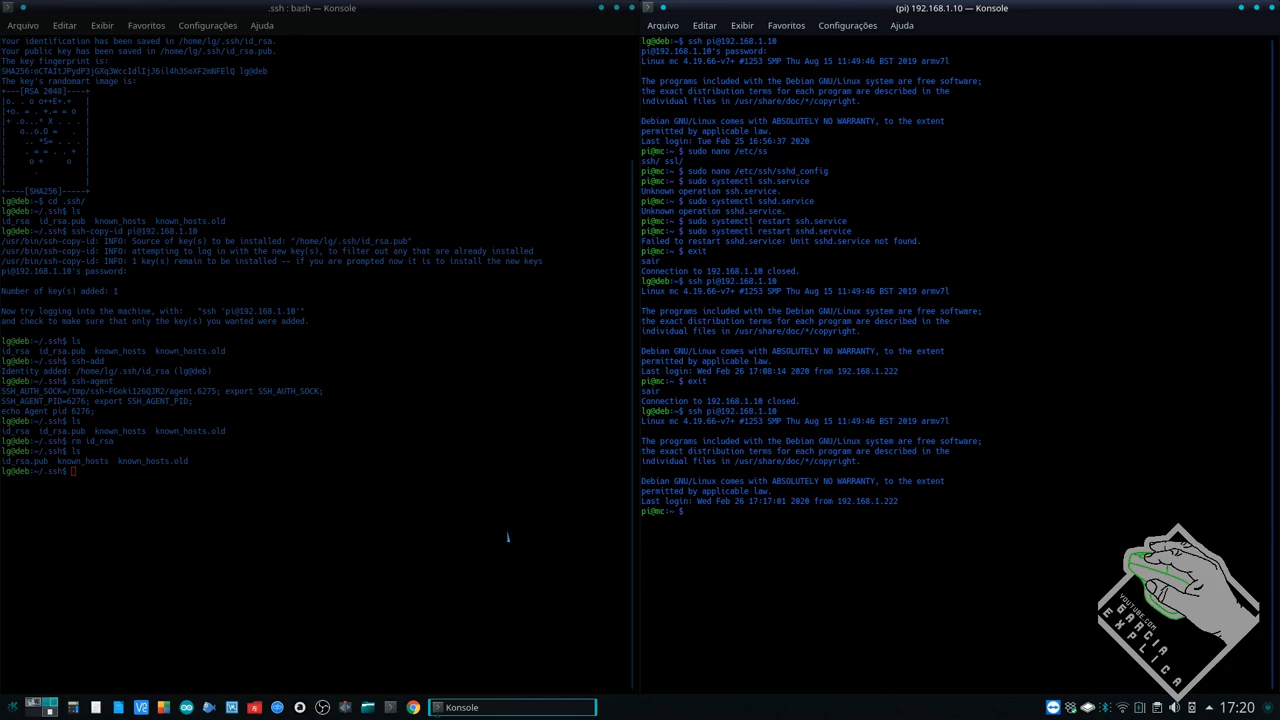 .ssh : bash — Konsole
Arquivo Editar Exibir Favoritos Configurações Ajuda
Your identification has been saved in /home/lg/.ssh/id_rsa.
Your public key has been saved in /home/lg/.ssh/id_rsa.pub.
The key fingerprint is:
lg@deb
The key's randomart image is:
+---[RSA 2048]----+
+----[SHA256]-----+
lg@deb:~$ cd .ssh/
lg@deb:~/.ssh$ ls
id_rsa id_rsa.pub known_hosts known_hosts.old
lg@deb:~/.ssh$ ssh-copy-id pi@192.168.1.10
/usr/bin/ssh-copy-id: INFO: Source of key(s) to be installed: "/home/lg/.ssh/id_rsa.pub"
/usr/bin/ssh-copy-id: INFO: attempting to log in with the new key(s), to filter out any that are already installed
/usr/bin/ssh-copy-id: INFO: 1 key(s) remain to be installed -- if you are prompted now it is to install the new keys
pi@192.168.1.10's password:
Number of key(s) added: 1
Now try logging into the machine, with: "ssh 'pi@192.168.1.10'"
and check to make sure that only the key(s) you wanted were added.
lg@deb:~/.ssh$ ls
id_rsa id_rsa.pub known_hosts known_hosts.old
lg@deb:~/.ssh$ ssh-add
Identity added: /home/lg/.ssh/id_rsa (lg@deb)
lg@deb:~/.ssh$ ssh-agent
SSH_AUTH_SOCK=/tmp/ssh-FGoki126QJR2/agent.6275; export SSH_AUTH_SOCK;
SSH_AGENT_PID=6276; export SSH_AGENT_PID;
echo Agent pid 6276;
lg@deb:~/.ssh$ ls
id_rsa id_rsa.pub known_hosts known_hosts.old
lg@deb:~/.ssh$ rm id_rsa
lg@deb:~/.ssh$ ls
id_rsa.pub known_hosts known_hosts.old
lg@deb:~/.ssh$
(pi) 192.168.1.10 — Konsole
Arquivo Editar Exibir Favoritos Configurações Ajuda
lg@deb:~$ ssh pi@192.168.1.10
pi@192.168.1.10's password:
Linux mc 4.19.66-v7+ #1253 SMP Thu Aug 15 11:49:46 BST 2019 armv7l
The programs included with the Debian GNU/Linux system are free software;
the exact distribution terms for each program are described in the
individual files in /usr/share/doc/*/copyright.
Debian GNU/Linux comes with ABSOLUTELY NO WARRANTY, to the extent
permitted by applicable law.
Last login: Tue Feb 25 16:56:37 2020
pi@mc:~ $ sudo nano /etc/ss
ssh/ ssl/
pi@mc:~ $ sudo nano /etc/ssh/sshd_config
pi@mc:~ $ sudo systemctl ssh.service
Unknown operation ssh.service.
pi@mc:~ $ sudo systemctl sshd.service
Unknown operation sshd.service.
pi@mc:~ $ sudo systemctl restart ssh.service
pi@mc:~ $ sudo systemctl restart sshd.service
Failed to restart sshd.service: Unit sshd.service not found.
pi@mc:~ $ exit
sair
Connection to 192.168.1.10 closed.
lg@deb:~$ ssh pi@192.168.1.10
Linux mc 4.19.66-v7+ #1253 SMP Thu Aug 15 11:49:46 BST 2019 armv7l
The programs included with the Debian GNU/Linux system are free software;
the exact distribution terms for each program are described in the
individual files in /usr/share/doc/*/copyright.
Debian GNU/Linux comes with ABSOLUTELY NO WARRANTY, to the extent
permitted by applicable law.
Last login: Wed Feb 26 17:08:14 2020 from 192.168.1.222
pi@mc:~ $ exit
sair
Connection to 192.168.1.10 closed.
lg@deb:~$ ssh pi@192.168.1.10
Linux mc 4.19.66-v7+ #1253 SMP Thu Aug 15 11:49:46 BST 2019 armv7l
The programs included with the Debian GNU/Linux system are free software;
the exact distribution terms for each program are described in the
individual files in /usr/share/doc/*/copyright.
Debian GNU/Linux comes with ABSOLUTELY NO WARRANTY, to the extent
permitted by applicable law.
Last login: Wed Feb 26 17:17:01 2020 from 192.168.1.222
pi@mc:~ $
YOUTUBE.COM
GARCIA
EXPLICA
Konsole
17:20